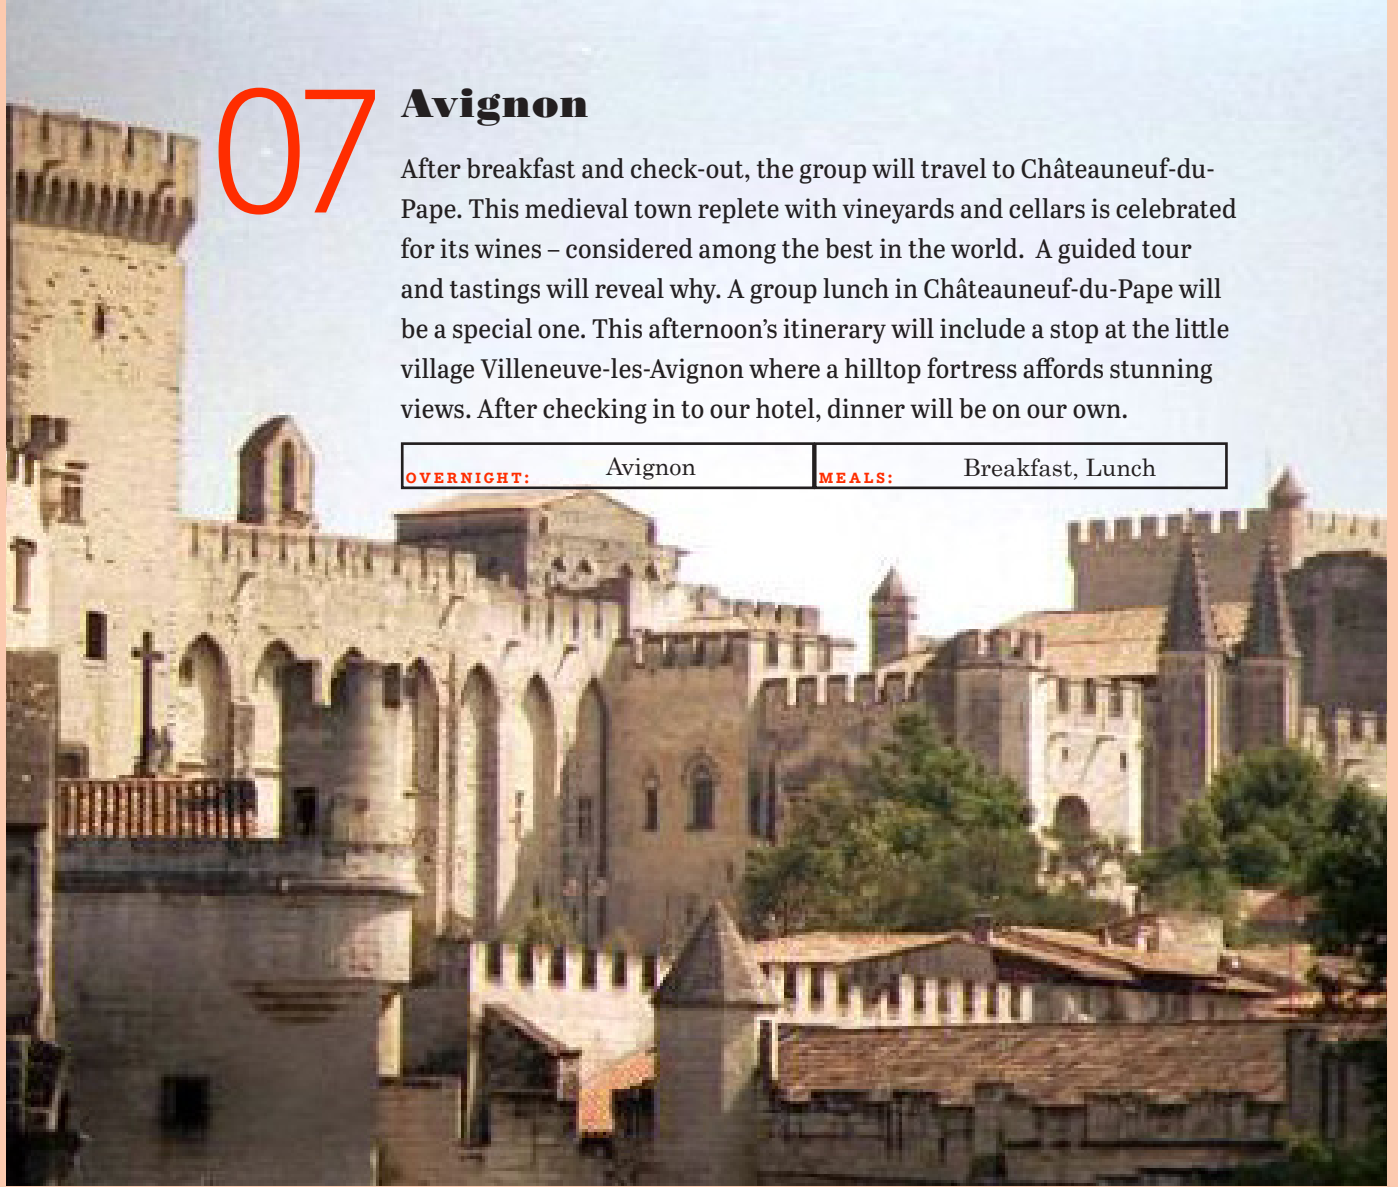 07
Avignon
After breakfast and check-out, the group will travel to Châteauneuf-du-
Pape. This medieval town replete with vineyards and cellars is celebrated
for its wines – considered among the best in the world.  A guided tour
and tastings will reveal why. A group lunch in Châteauneuf-du-Pape will
be a special one. This afternoon’s itinerary will include a stop at the little
village Villeneuve-les-Avignon where a hilltop fortress affords stunning
views. After checking in to our hotel, dinner will be on our own.
OVERNIGHT: Avignon MEALS: Breakfast, Lunch